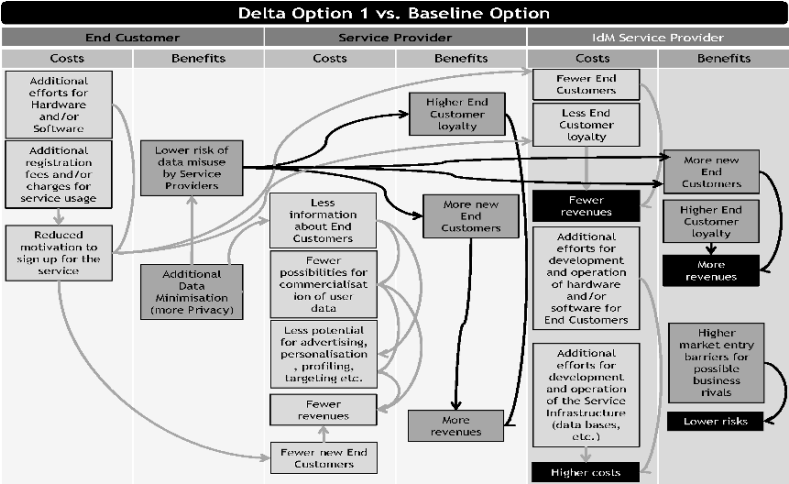 Delta Option 1 vs. Baseline Option
End Customer
Service Provider
IdM Service Provider
Costs
Benefits
Costs
Benefits
Costs
Benefits
Additional
efforts for
Hardware
and/or
Software
Additional
registration
fees and/or
charges for
service usage
Reduced
motivation to
sign up for the
service
Lower risk of
data misuse
by Service
Providers
Additional
Data
Minimisation
(more Privacy)
Less
information
about End
Customers
Fewer
possibilities for
commercialisat
ion of user
data
Less potential
for advertising,
personalisation
, profiling,
targeting etc.
Fewer
revenues
Fewer new End
Customers
Higher End
Customer
loyalty
More new
End
Customers
More
revenues
Fewer End
Customers
Less End
Customer
loyalty
Fewer
revenues
Additional
efforts for
development
and operation
of hardware
and/or
software for
End Customers
Additional
efforts for
development
and operation
of the Service
Infrastructure
(data bases,
etc.)
Higher costs
More new
End
Customers
Higher End
Customer
loyalty
More
revenues
Higher
market entry
barriers for
possible
business
rivals
Lower risks